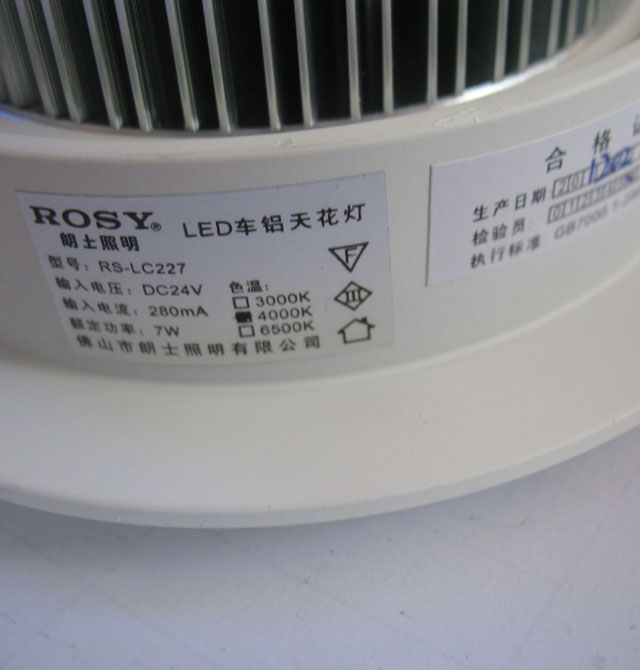 ROSY® LED车铝天花灯
朗士照明
型号：RS-LC227
输入电压：DC24V
输入电流：280mA
额定功率：7W
色温：
3000K
4000K
6500K
F
III
佛山市朗士照明有限公司
合格
生产日期
检验员：
执行标准 GB7000